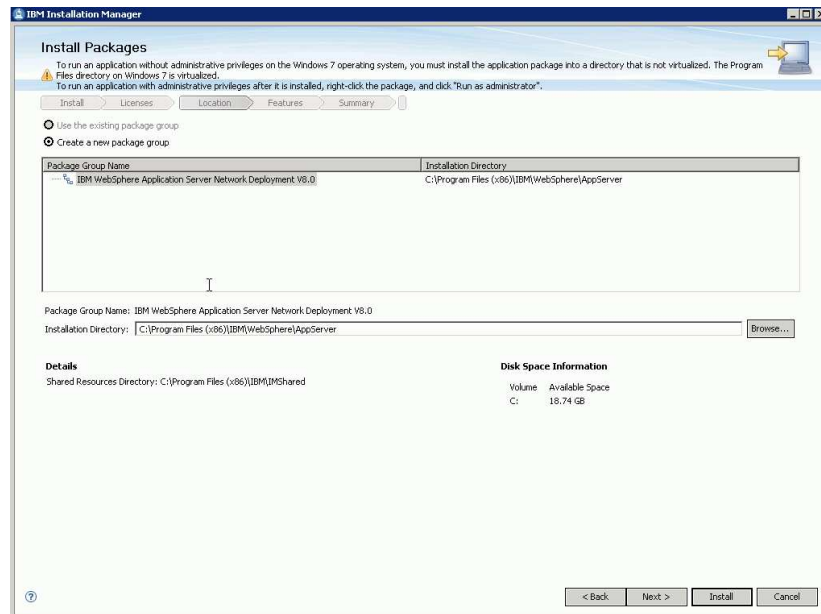 IBM Installation Manager
Install Packages
To run an application without administrative privileges on the Windows 7 operating system, you must install the application package into a directory that is not virtualized. The Program
Files directory on Windows 7 is virtualized.
To run an application with administrative privileges after it is installed, right-click the package, and click "Run as administrator".
Install Licenses Location Features Summary
Use the existing package group
Create a new package group
Package Group Name Installation Directory
IBM WebSphere Application Server Network Deployment V8.0 C:\Program Files (x86)\IBM\WebSphere\AppServer
Package Group Name: IBM WebSphere Application Server Network Deployment V8.0
Installation Directory: C:\Program Files (x86)\IBM\WebSphere\AppServer Browse...
Details Disk Space Information
Shared Resources Directory: C:\Program Files (x86)\IBM\IMShared Volume Available Space
C: 18.74 GB
? < Back Next > Install Cancel